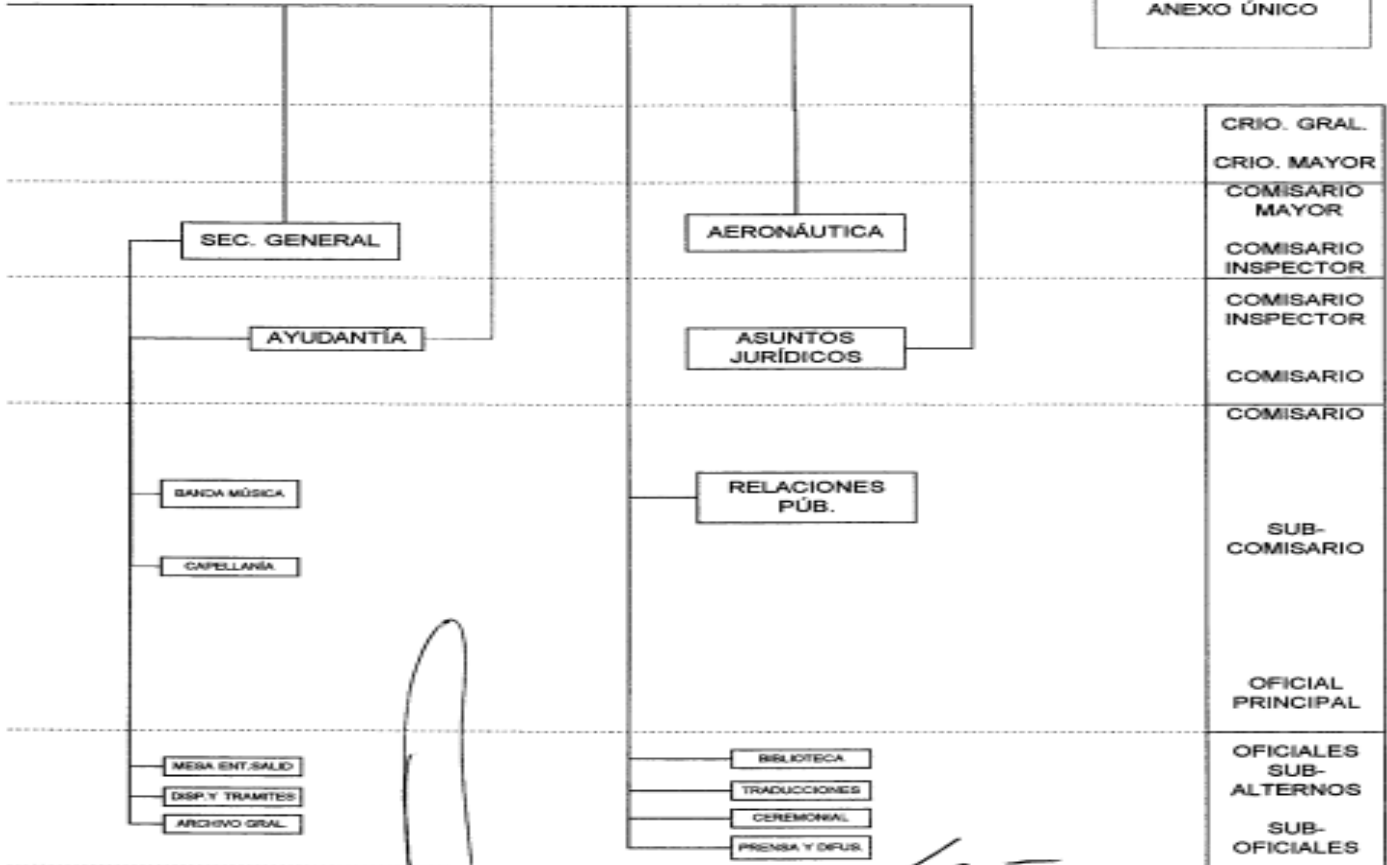 ANEXO ÚNICO
CRIO. GRAL.
CRIO. MAYOR
COMISARIO
MAYOR
COMISARIO
INSPECTOR
SEC. GENERAL
AERONÁUTICA
COMISARIO
INSPECTOR
COMISARIO
AYUDANTÍA
ASUNTOS
JURÍDICOS
COMISARIO
SUB-
COMISARIO
OFICIAL
PRINCIPAL
BANDA MÚSICA
RELACIONES
PÚB.
CAPELLANÍA
OFICIALES
SUB-
ALTERNOS
SUB-
OFICIALES
MESA ENT.SALID
DISP.Y TRAMITES
ARCHIVO GRAL.
BIBLIOTECA
TRADUCCIONES
CEREMONIAL
PRENSA Y DIFUS.